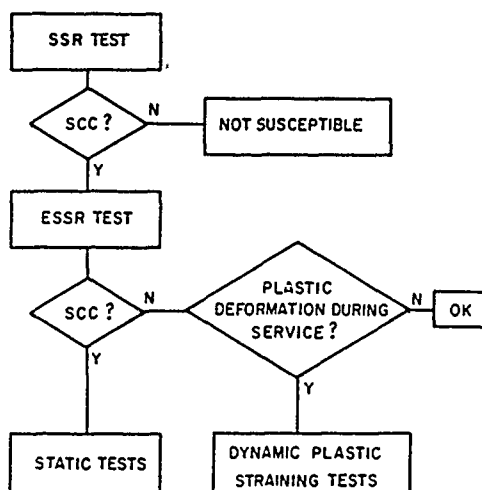 SSR TEST
SCC?
N
NOT SUSCEPTIBLE
Y
ESSR TEST
SCC?
N
PLASTIC
DEFORMATION DURING
SERVICE?
N
OK
Y
Y
STATIC TESTS
DYNAMIC PLASTIC
STRAINING TESTS